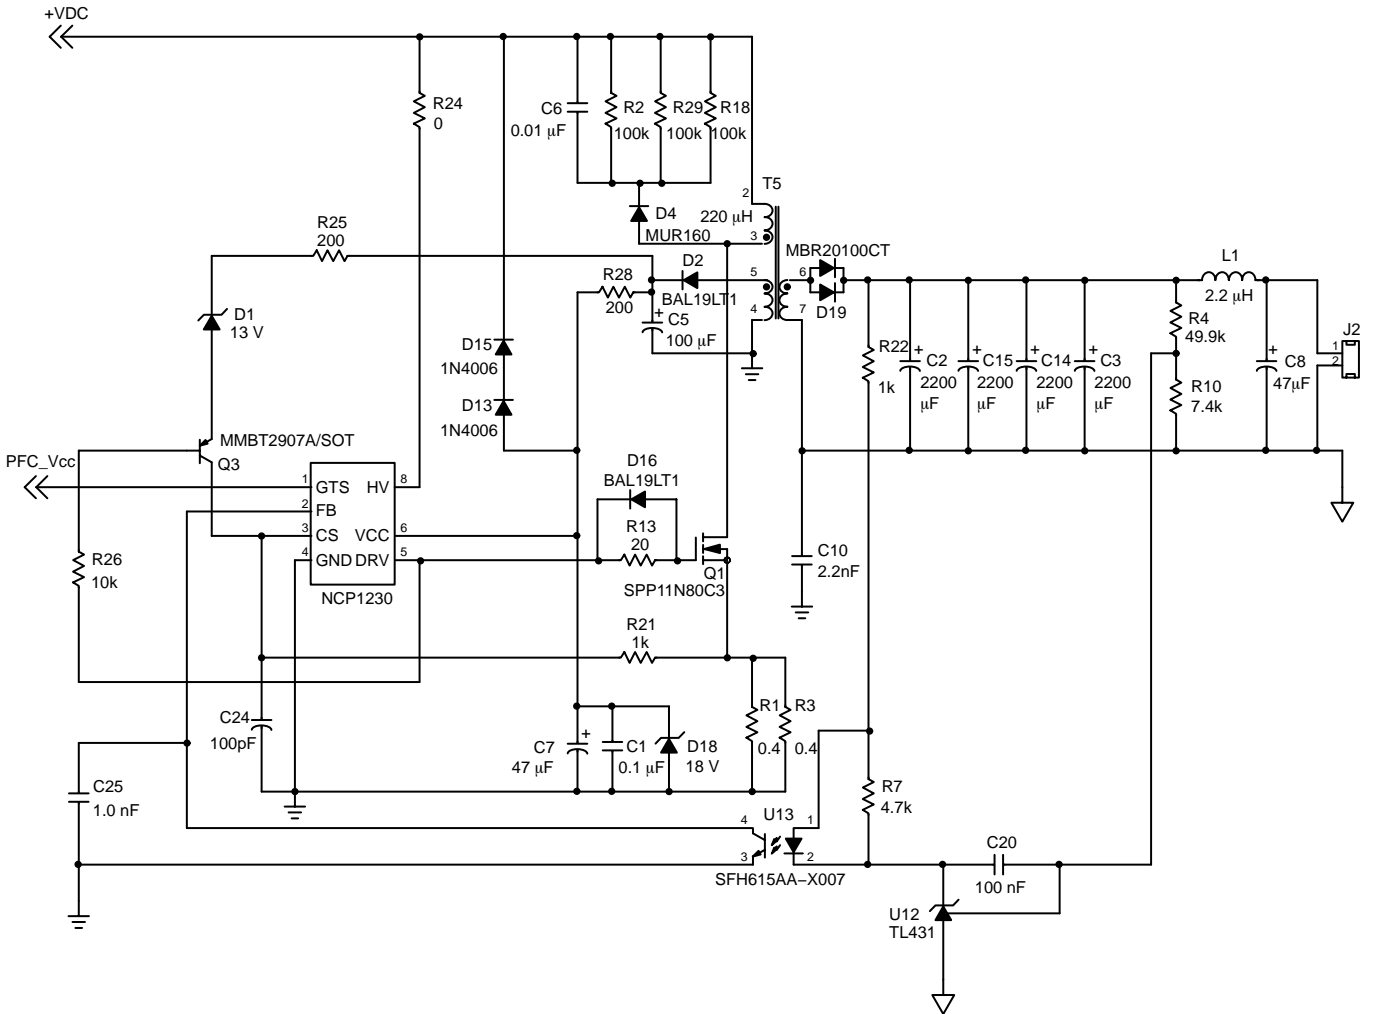 +VDC
R24
0
C6
0.01 µF
R2
100k
R29
100k
R18
100k
T5
2
220 µH
3
D4
MUR160
R25
200
D2
BAL19LT1
5
4
6
7
MBR20100CT
D19
L1
2.2 µH
R28
200
C5
100 µF
D1
13 V
D15
1N4006
D13
1N4006
R22
1k
C2
2200
µF
C15
2200
µF
C14
2200
µF
C3
2200
µF
R4
49.9k
R10
7.4k
C8
47µF
J2
1
2
MMBT2907A/SOT
Q3
PFC_Vcc
1
GTS
HV
8
2
FB
3
CS
VCC
6
4
GND
DRV
5
NCP1230
D16
BAL19LT1
R13
20
Q1
SPP11N80C3
C10
2.2nF
R26
10k
R21
1k
C24
100pF
C7
47 µF
C1
0.1 µF
D18
18 V
R1
0.4
R3
0.4
C25
1.0 nF
R7
4.7k
U13
4
3
1
2
SFH615AA−X007
C20
100 nF
U12
TL431
+
+
+
+
+
+
+